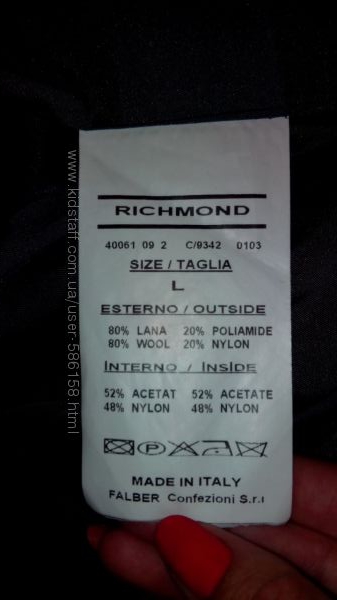 RICHMOND
40061 09 2 C/9342 0103
SIZE / TAGLIA
L
ESTERNO / OUTSIDE
80% LANA 20% POLIAMIDE
80% WOOL 20% NYLON
INTERNO / INSIDE
52% ACETAT 52% ACETATE
48% NYLON 48% NYLON
P
MADE IN ITALY
FALBER Confezioni S.r.l
www.kidstaff.com.ua/user-586158.html